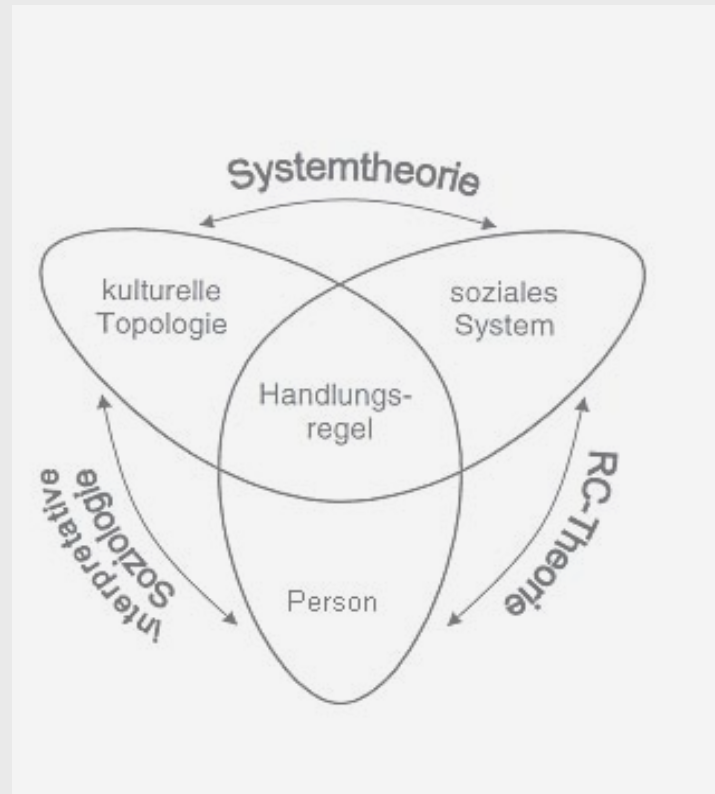 Systemtheorie
kulturelle
Topologie
soziales
System
Handlungs-
regel
interpretative
Soziologie
RC-Theorie
Person